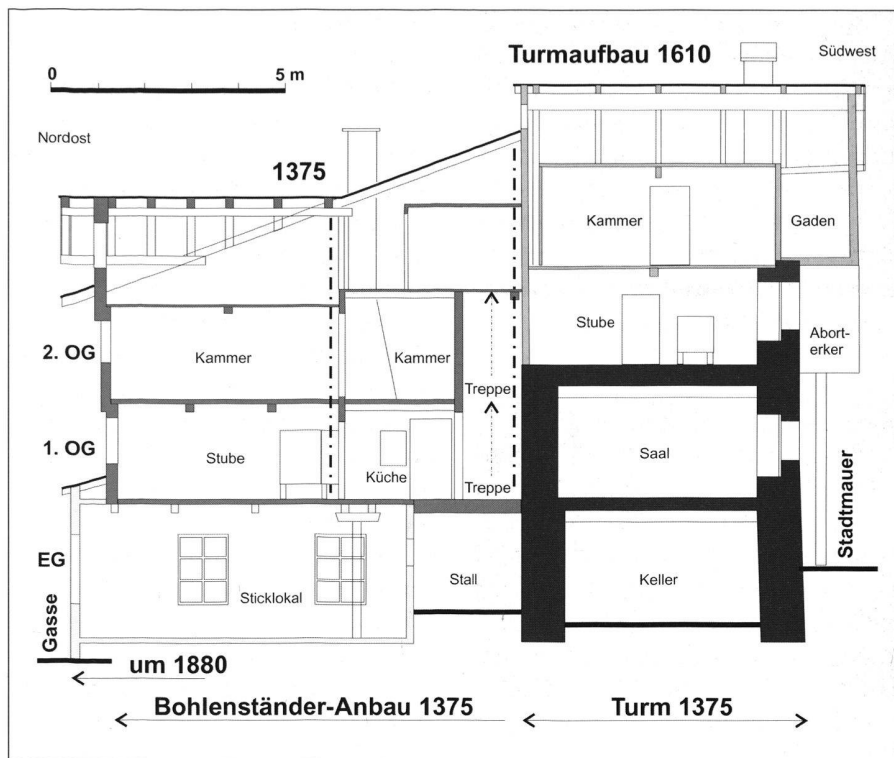 Turmaufbau 1610
Südwest
0
5 m
Nordost
1375
Kammer
Gaden
Stube
Abort-
erker
2. OG
Kammer
Kammer
Treppe
1. OG
Stube
Küche
Treppe
Saal
Stadtmauer
EG
Sticklokal
Stall
Keller
Gasse
um 1880
Bohlenständer-Anbau 1375
Turm 1375